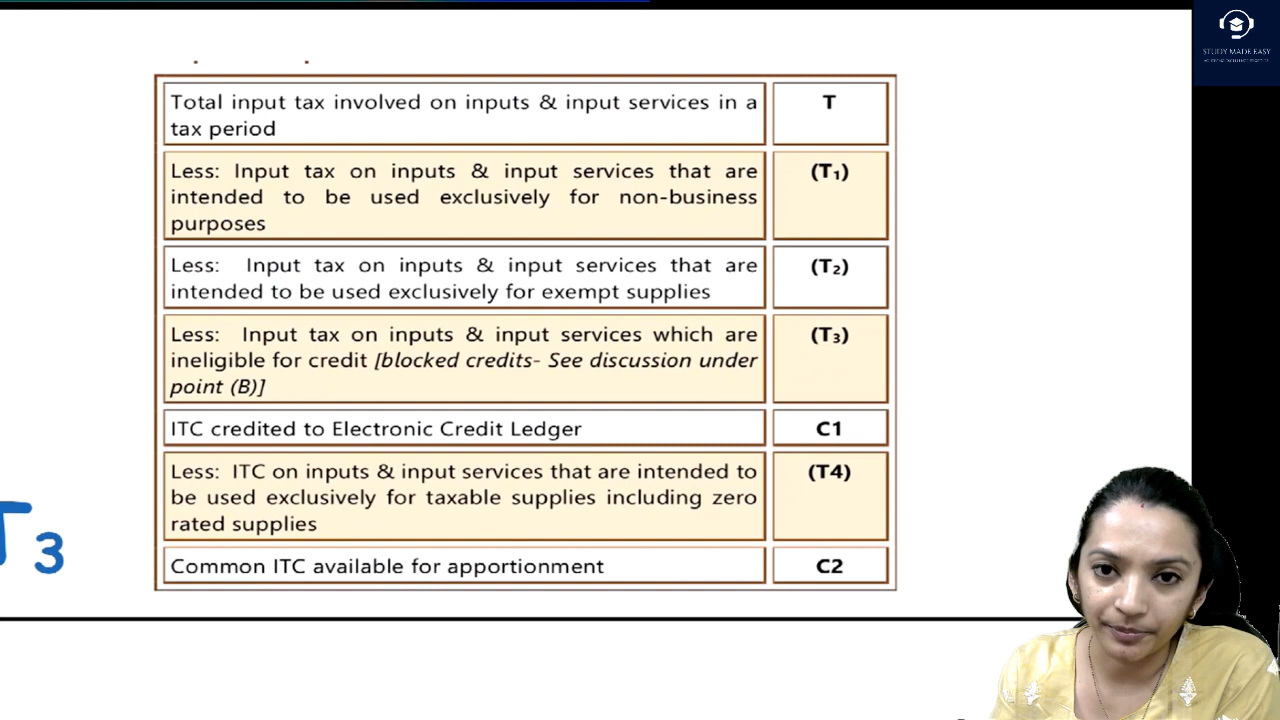 STUDY MADE EASY
Total input tax involved on inputs & input services in a
tax period
T
Less: Input tax on inputs & input services that are
intended to be used exclusively for non-business
purposes
(T₁)
Less: Input tax on inputs & input services that are
intended to be used exclusively for exempt supplies
(T₂)
Less: Input tax on inputs & input services which are
ineligible for credit [blocked credits- See discussion under
point (B)]
(T₃)
ITC credited to Electronic Credit Ledger
C1
Less: ITC on inputs & input services that are intended to
be used exclusively for taxable supplies including zero
rated supplies
(T4)
Common ITC available for apportionment
C2
T₃